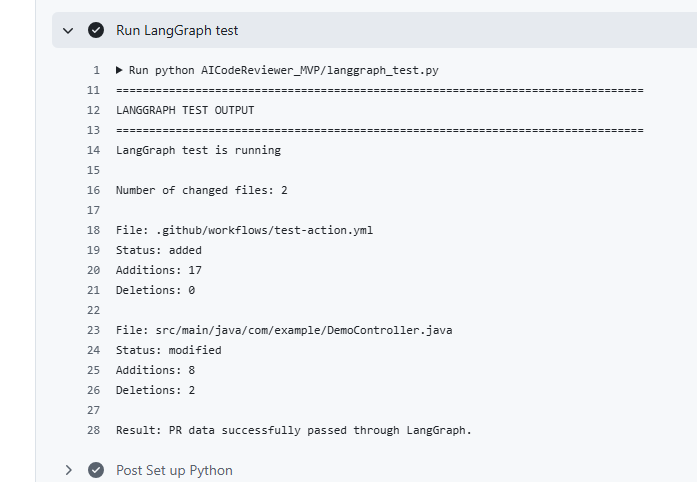 Run LangGraph test
1 ▶ Run python AICodeReviewer_MVP/langgraph_test.py
11 ================================================================================
12 LANGGRAPH TEST OUTPUT
13 ================================================================================
14 LangGraph test is running
15
16 Number of changed files: 2
17
18 File: .github/workflows/test-action.yml
19 Status: added
20 Additions: 17
21 Deletions: 0
22
23 File: src/main/java/com/example/DemoController.java
24 Status: modified
25 Additions: 8
26 Deletions: 2
27
28 Result: PR data successfully passed through LangGraph.
Post Set up Python